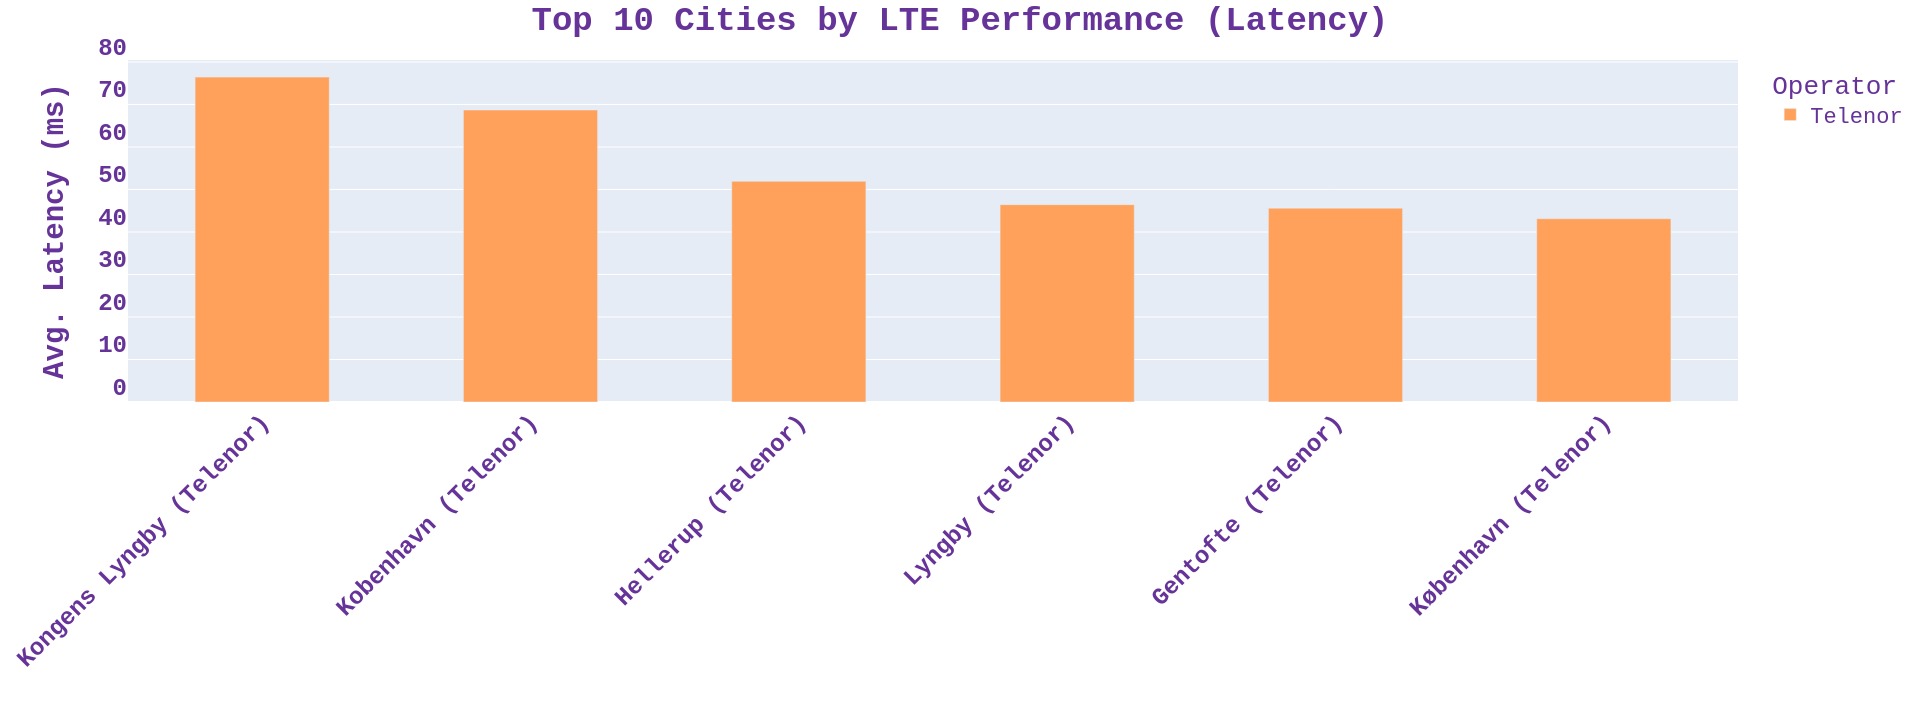 Top 10 Cities by LTE Performance (Latency)
Avg. Latency (ms)
80
70
60
50
40
30
20
10
0
Kongens Lyngby (Telenor)
Kobenhavn (Telenor)
Hellerup (Telenor)
Lyngby (Telenor)
Gentofte (Telenor)
København (Telenor)
Operator
Telenor